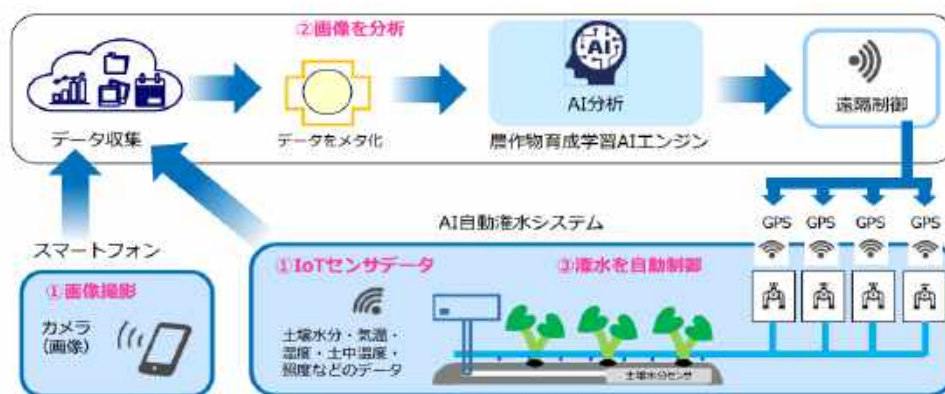 ②画像を分析
AI
データ収集
データをメタ化
AI分析
農作物育成学習AIエンジン
遠隔制御
AI自動潅水システム
GPS GPS GPS GPS
スマートフォン
①画像撮影
カメラ
(画像)
①IoTセンサデータ
土壌水分・気温・
湿度・土中温度・
照度などのデータ
③潅水を自動制御
土壌水分センサ